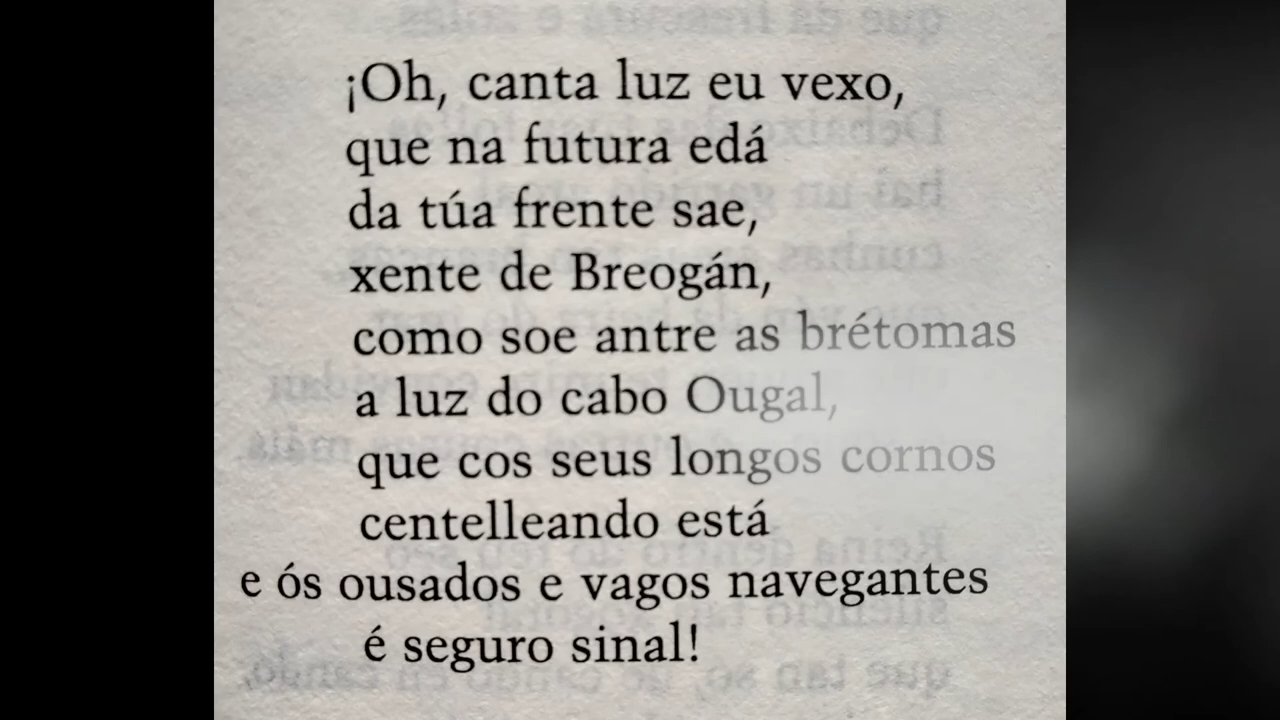 ¡Oh, canta luz eu vexo,
que na futura edá
da túa frente sae,
xente de Breogán,
como soe antre as brétomas
a luz do cabo Ougal,
que cos seus longos cornos
centelleando está
e ós ousados e vagos navegantes
é seguro sinal!